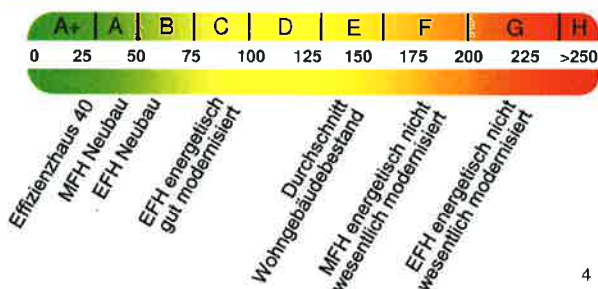 A+ A B C D E F G H
0 25 50 75 100 125 150 175 200 225 >250
Effizienzhaus 40
MFH Neubau
EFH Neubau
EFH energetisch
gut modernisiert
Durchschnitt
Wohngebäudebestand
MFH energetisch nicht
wesentlich modernisiert
EFH energetisch nicht
wesentlich modernisiert
4